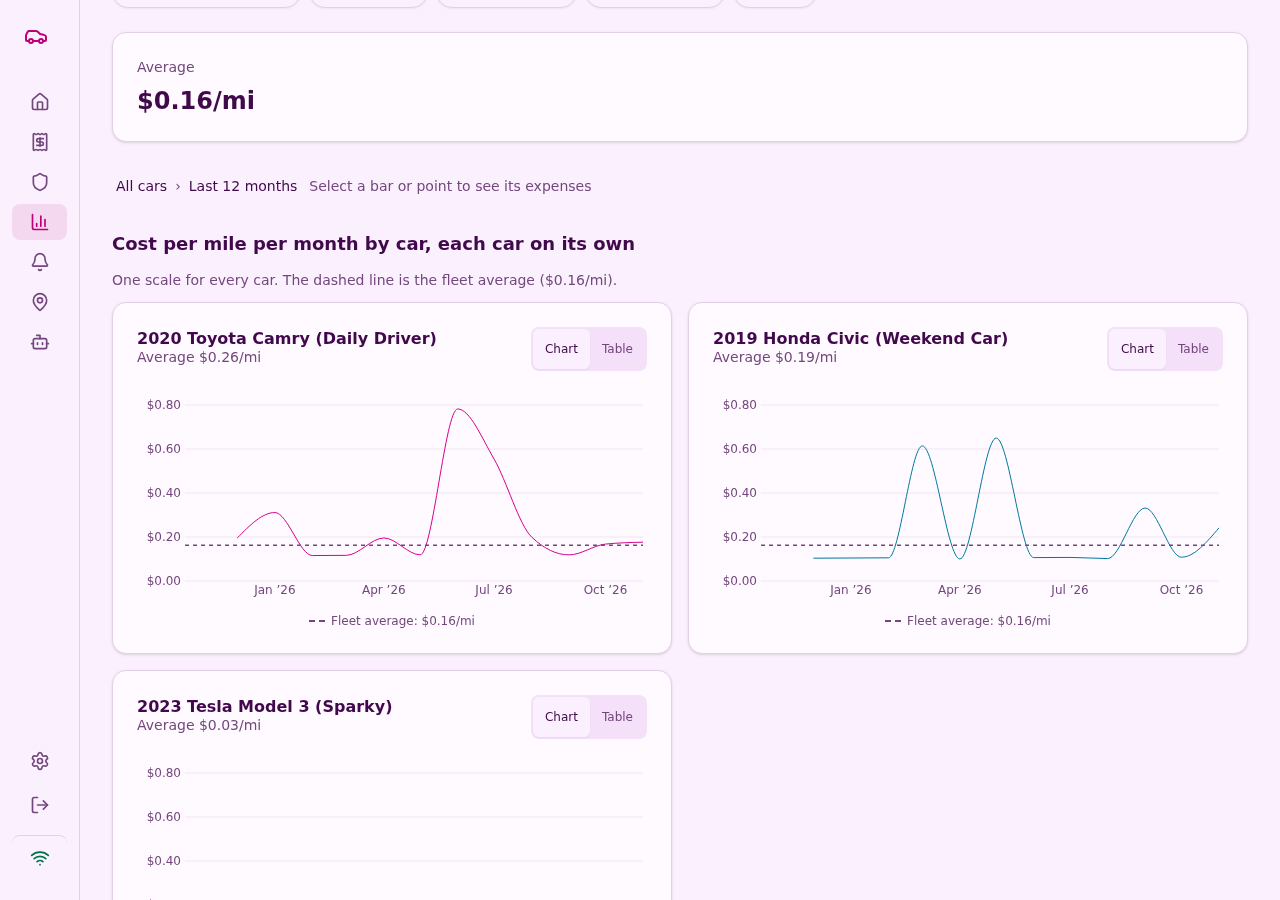 Average
$0.16/mi
All cars › Last 12 months Select a bar or point to see its expenses
Cost per mile per month by car, each car on its own
One scale for every car. The dashed line is the fleet average ($0.16/mi).
2020 Toyota Camry (Daily Driver)
Average $0.26/mi
Chart Table
$0.80
$0.60
$0.40
$0.20
$0.00
Jan ’26 Apr ’26 Jul ’26 Oct ’26
Fleet average: $0.16/mi
2019 Honda Civic (Weekend Car)
Average $0.19/mi
Chart Table
$0.80
$0.60
$0.40
$0.20
$0.00
Jan ’26 Apr ’26 Jul ’26 Oct ’26
Fleet average: $0.16/mi
2023 Tesla Model 3 (Sparky)
Average $0.03/mi
Chart Table
$0.80
$0.60
$0.40